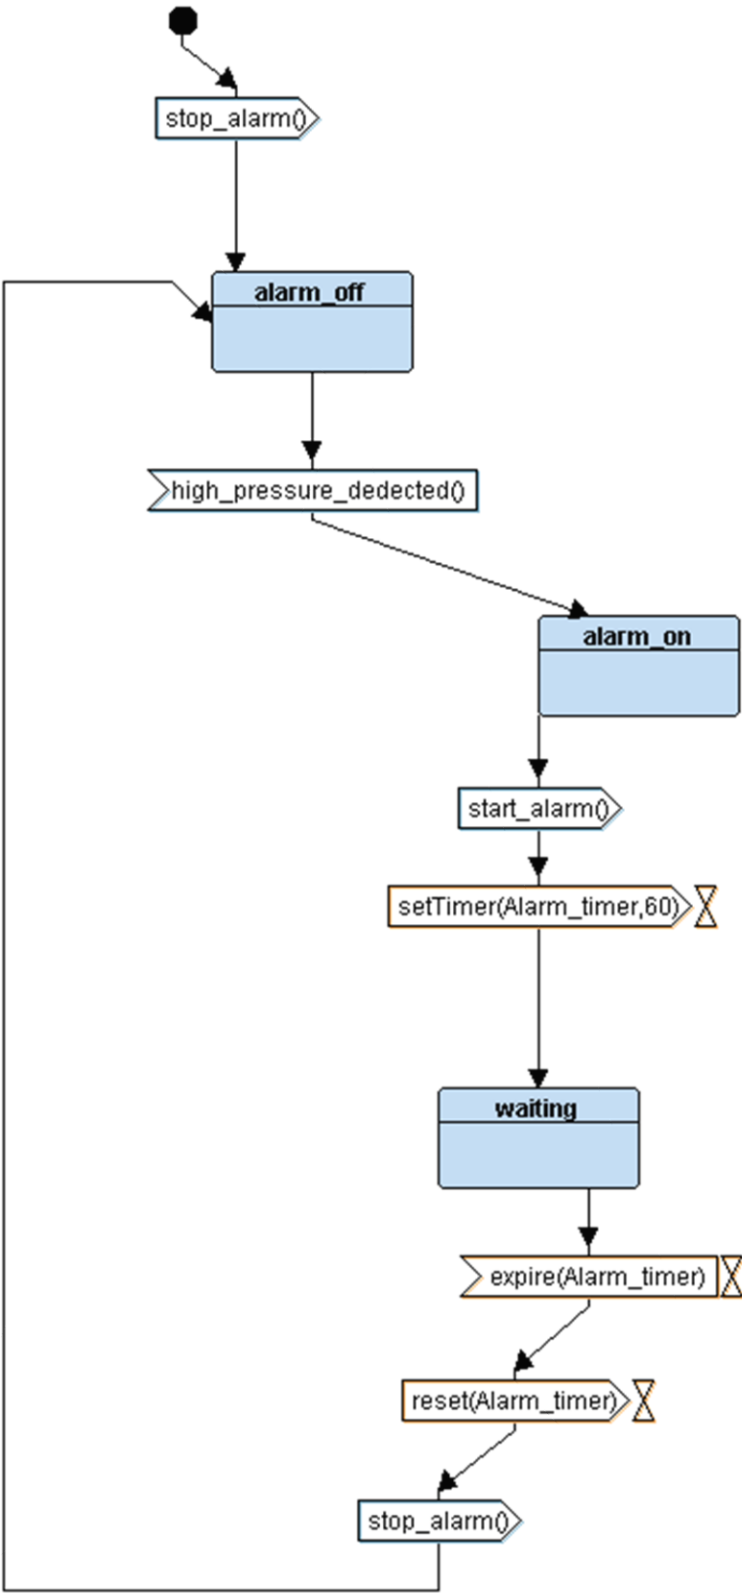 stop_alarm()
alarm_off
high_pressure_dedected()
alarm_on
start_alarm()
setTimer(Alarm_timer,60)
waiting
expire(Alarm_timer)
reset(Alarm_timer)
stop_alarm()